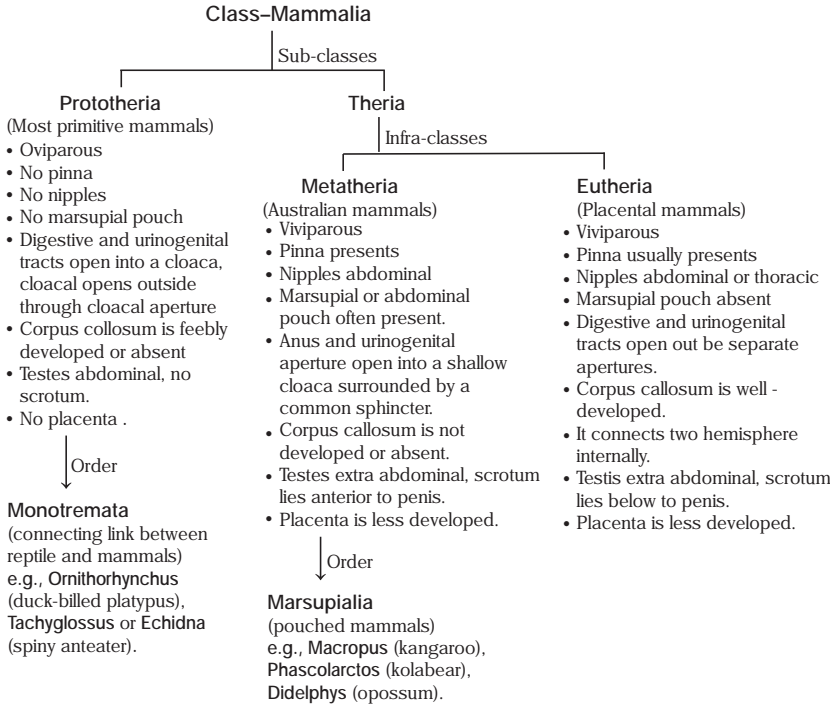 Class–Mammalia
Sub-classes
Prototheria
(Most primitive mammals)
• Oviparous
• No pinna
• No nipples
• No marsupial pouch
• Digestive and urinogenital
tracts open into a cloaca,
cloacal opens outside
through cloacal aperture
• Corpus collosum is feebly
developed or absent
• Testes abdominal, no
scrotum.
• No placenta .
Order
Monotremata
(connecting link between
reptile and mammals)
e.g., Ornithorhynchus
(duck-billed platypus),
Tachyglossus or Echidna
(spiny anteater).
Theria
Infra-classes
Metatheria
(Australian mammals)
• Viviparous
• Pinna presents
• Nipples abdominal
• Marsupial or abdominal
pouch often present.
• Anus and urinogenital
aperture open into a shallow
cloaca surrounded by a
common sphincter.
• Corpus callosum is not
developed or absent.
• Testes extra abdominal, scrotum
lies anterior to penis.
• Placenta is less developed.
Order
Marsupialia
(pouched mammals)
e.g., Macropus (kangaroo),
Phascolarctos (kolabear),
Didelphys (opossum).
Eutheria
(Placental mammals)
• Viviparous
• Pinna usually presents
• Nipples abdominal or thoracic
• Marsupial pouch absent
• Digestive and urinogenital
tracts open out be separate
apertures.
• Corpus callosum is well -
developed.
• It connects two hemisphere
internally.
• Testis extra abdominal, scrotum
lies below to penis.
• Placenta is less developed.